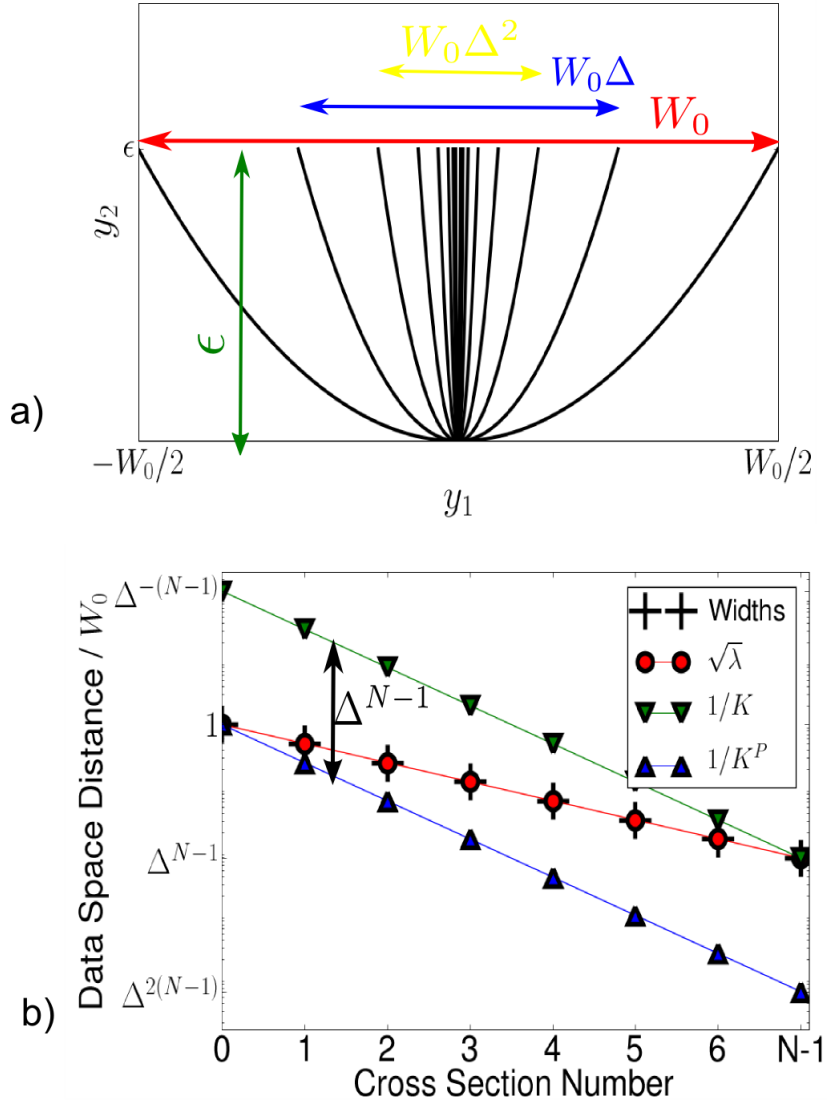 W₀Δ²
W₀Δ
W₀
ϵ
y₂
ϵ
a)
−W₀/2
W₀/2
y₁
Data Space Distance / W₀
Δ^{−(N−1)}
1
Δ^{N−1}
Δ^{2(N−1)}
Δ^{N−1}
Widths
√λ
1/K
1/K^P
b)
0 1 2 3 4 5 6 N-1
Cross Section Number